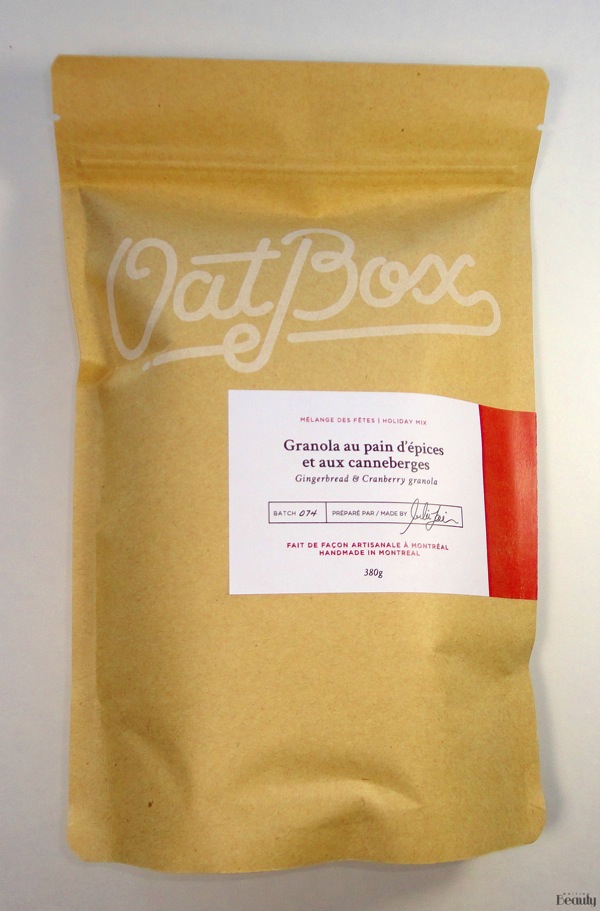 OatBox
MÉLANGE DES FÊTES | HOLIDAY MIX
Granola au pain d'épices
et aux canneberges
Gingerbread & Cranberry granola
BATCH 074 | PRÉPARÉ PAR / MADE BY
FAIT DE FAÇON ARTISANALE À MONTRÉAL
HANDMADE IN MONTREAL
380g
Beauty